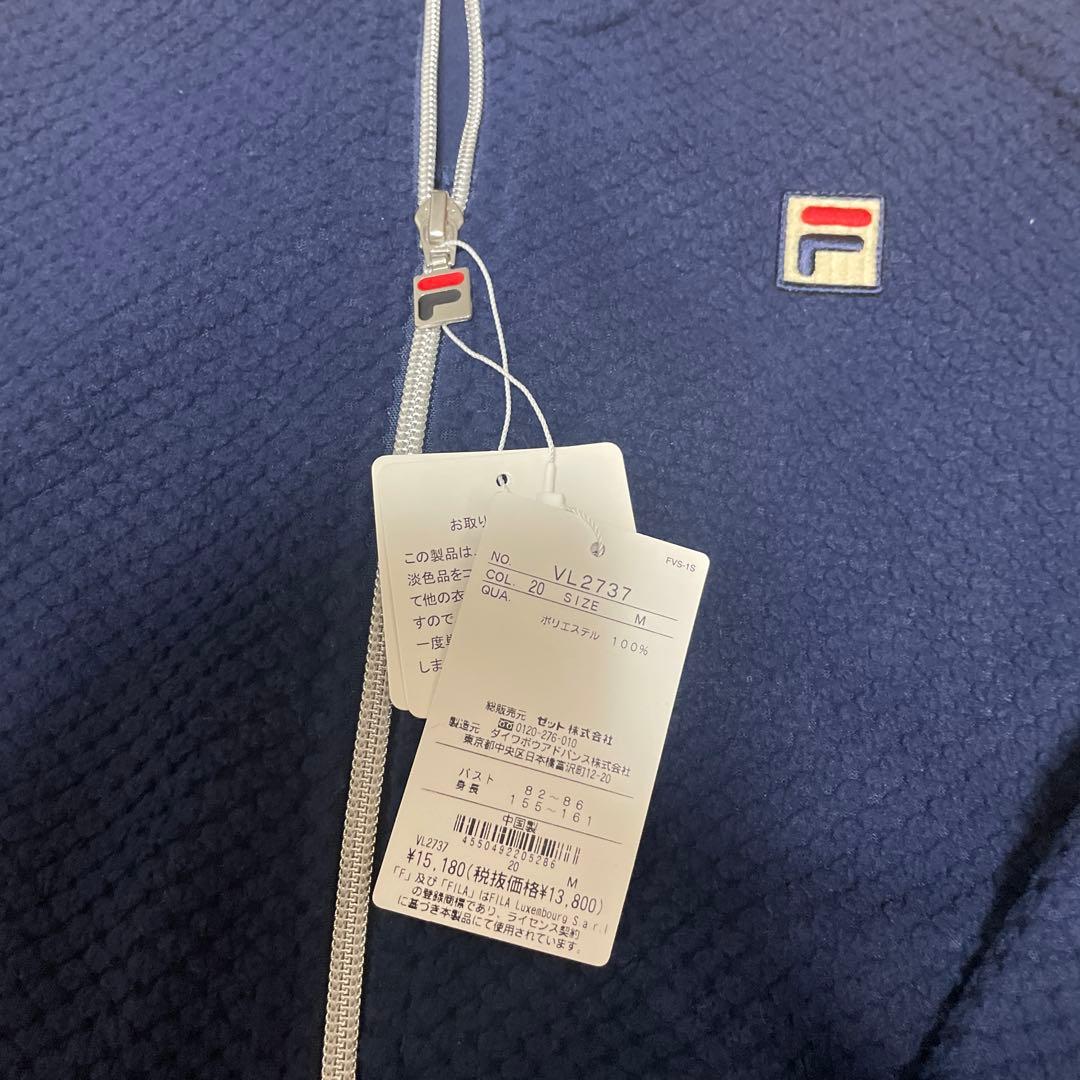 お取り
この製品は、
淡色品をコ
て他の衣
すので
一度単
しま
FVS-1S
NO. VL2737
COL. 20 SIZE M
QUA.
ポリエステル 100%
総販売元 ゼット株式会社
0120-276-010
製造元 ダイワボウアドバンス株式会社
東京都中央区日本橋富沢町12-20
バスト 82~86
身長 155~161
中国製
4550492205286
VL2737 20 M
¥15,180(税抜価格¥13,800)
「F」及び「FILA」はFILA Luxembourg S a r.l
の登録商標であり、ライセンス契約
に基づき本製品にて使用されています。